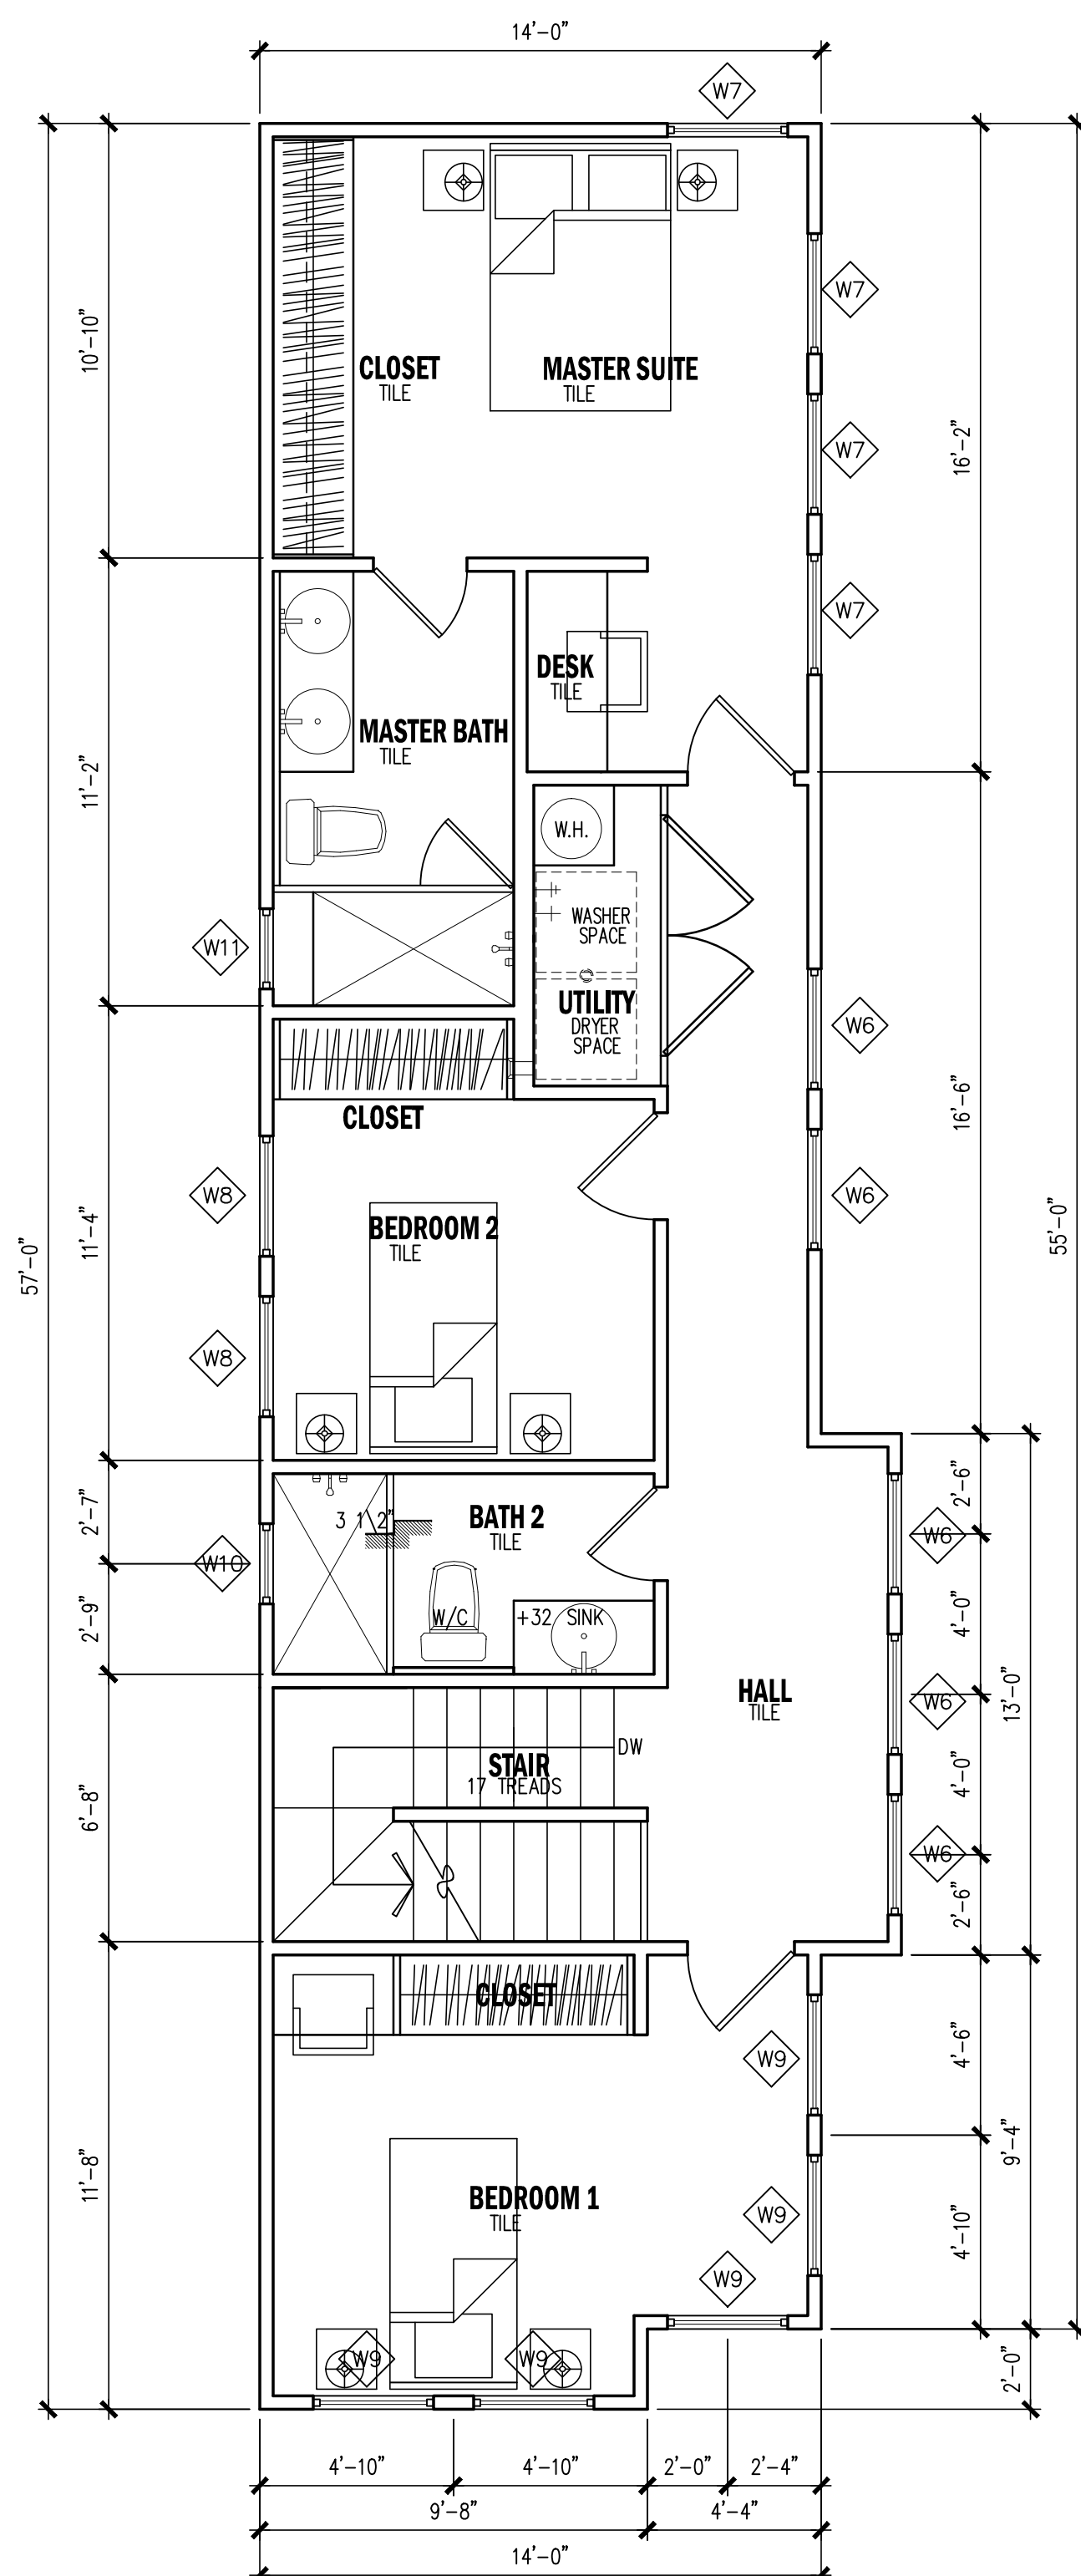 14'-0"
W7
W7
10'-10"
CLOSET
TILE
MASTER SUITE
TILE
16'-2"
W7
W7
DESK
TILE
MASTER BATH
TILE
11'-2"
W.H.
WASHER
SPACE
W11
UTILITY
DRYER
SPACE
W6
CLOSET
16'-6"
W8
W6
11'-4"
BEDROOM 2
TILE
57'-0"
55'-0"
W8
2'-6"
2'-7"
3 1\2"
BATH 2
TILE
W6
W10
2'-9"
W/C
+32 SINK
4'-0"
HALL
TILE
W6
13'-0"
DW
STAIR
17 TREADS
4'-0"
6'-8"
W6
2'-6"
CLOSET
W9
4'-6"
9'-4"
11'-8"
BEDROOM 1
TILE
W9
4'-10"
W9
W9
W9
2'-0"
4'-10"
4'-10"
2'-0"
2'-4"
9'-8"
4'-4"
14'-0"